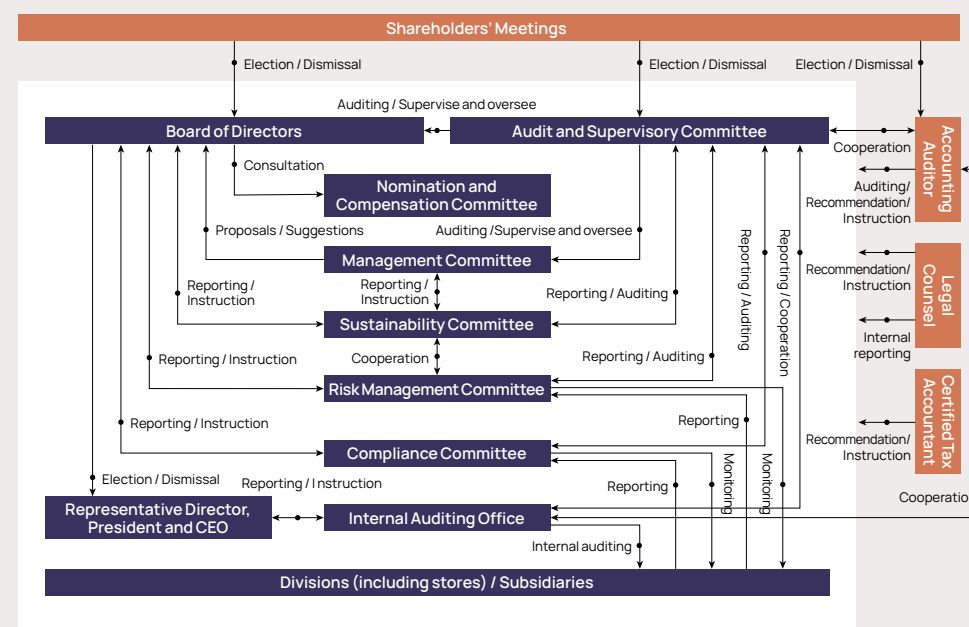 Shareholders' Meetings
Election / Dismissal
Election / Dismissal
Election / Dismissal
Auditing / Supervise and oversee
Board of Directors
Audit and Supervisory Committee
Accounting
Auditor
Cooperation
Consultation
Nomination and
Compensation Committee
Auditing/
Recommendation/
Instruction
Proposals / Suggestions
Auditing /Supervise and oversee
Management Committee
Reporting / Auditing
Reporting / Cooperation
Legal
Counsel
Recommendation/
Instruction
Reporting /
Instruction
Reporting /
Instruction
Reporting / Auditing
Sustainability Committee
Internal
reporting
Cooperation
Reporting / Instruction
Reporting / Auditing
Risk Management Committee
Certified Tax
Accountant
Reporting / Instruction
Reporting
Recommendation/
Instruction
Compliance Committee
Monitoring
Monitoring
Election / Dismissal
Reporting / Instruction
Reporting
Cooperatio
Representative Director,
President and CEO
Internal Auditing Office
Internal auditing
Divisions (including stores) / Subsidiaries